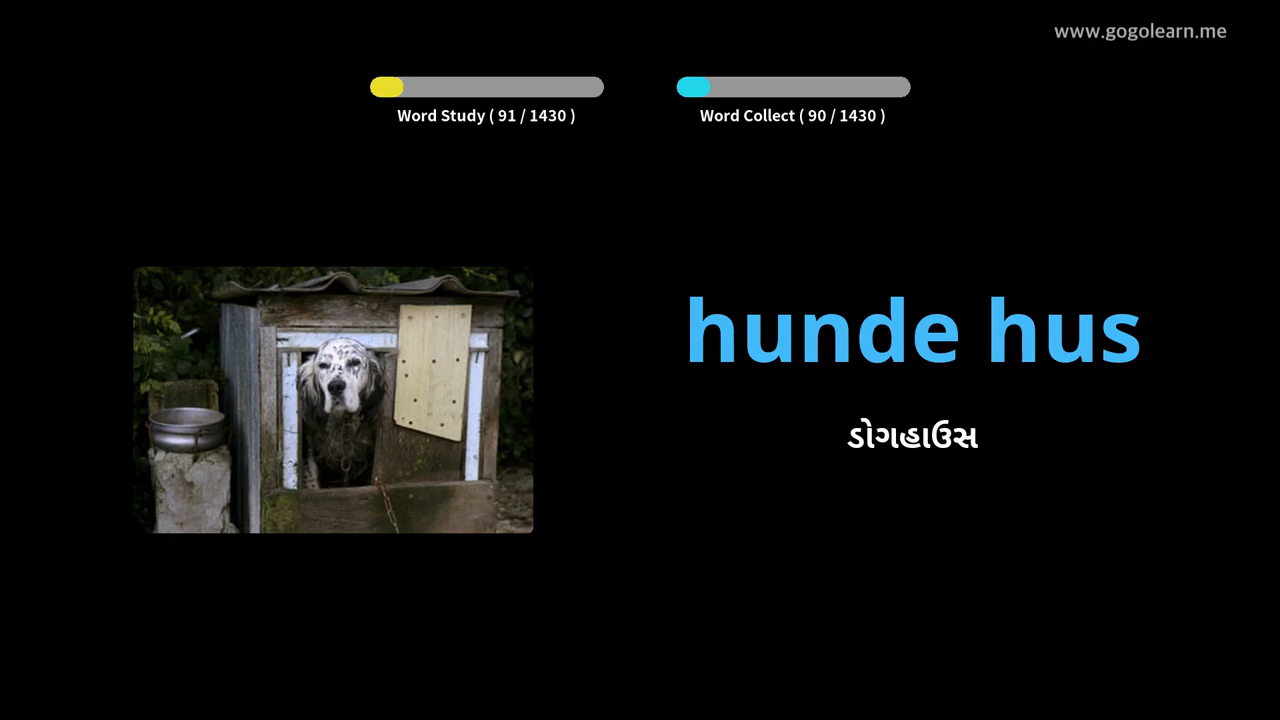 www.gogolearn.me
Word Study ( 91 / 1430 )
Word Collect ( 90 / 1430 )
hunde hus
ડોગહાઉસ